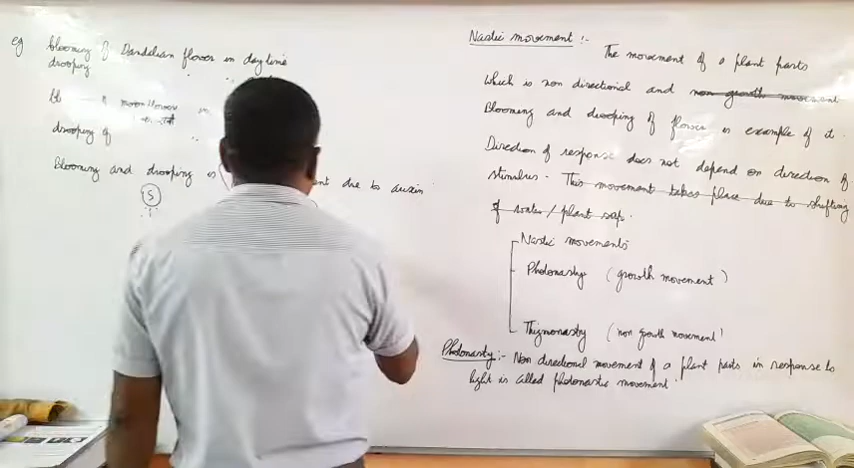 eg blooming of Dandelian flower in day time
drooping
moonflower
drooping of
Blooming and drooping is ent due to auxin
S
Nastic movement :-
The movement of a plant parts
Which is non directional and non growth movement
Blooming and drooping of flower is example of it.
Direction of response does not depend on direction of
stimulus. This movement takes place due to shifting
of water / plant sap.
Nastic movements
Photonasty (growth movement)
Thigmonasty (non growth movement)
Photonasty :- Non directional movement of a plant parts in response to
light is called photonastic movement.